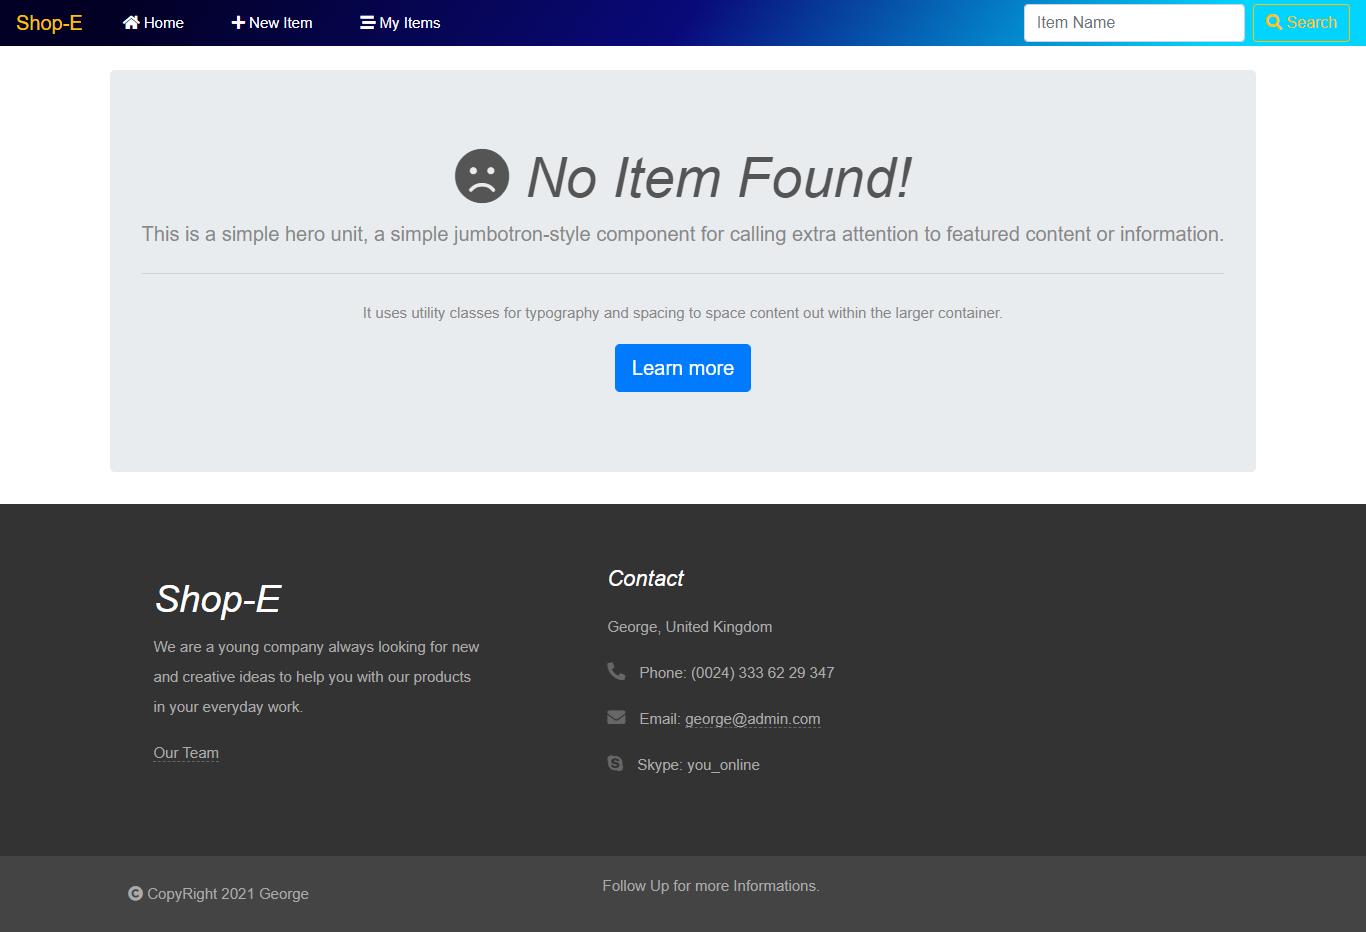 Shop-E Home New Item My Items Item Name Search
No Item Found!
This is a simple hero unit, a simple jumbotron-style component for calling extra attention to featured content or information.
It uses utility classes for typography and spacing to space content out within the larger container.
Learn more
Shop-E
We are a young company always looking for new
and creative ideas to help you with our products
in your everyday work.
Our Team
Contact
George, United Kingdom
Phone: (0024) 333 62 29 347
Email: george@admin.com
Skype: you_online
CopyRight 2021 George
Follow Up for more Informations.